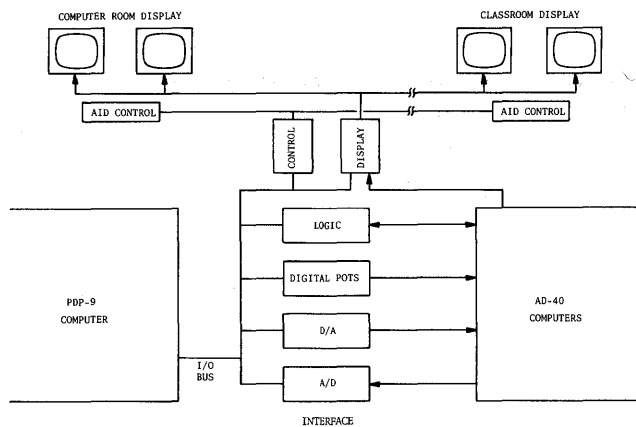 COMPUTER ROOM DISPLAY
CLASSROOM DISPLAY
AID CONTROL
AID CONTROL
CONTROL
DISPLAY
LOGIC
DIGITAL POTS
PDP-9
COMPUTER
AD-40
COMPUTERS
D/A
I/O
BUS
A/D
INTERFACE